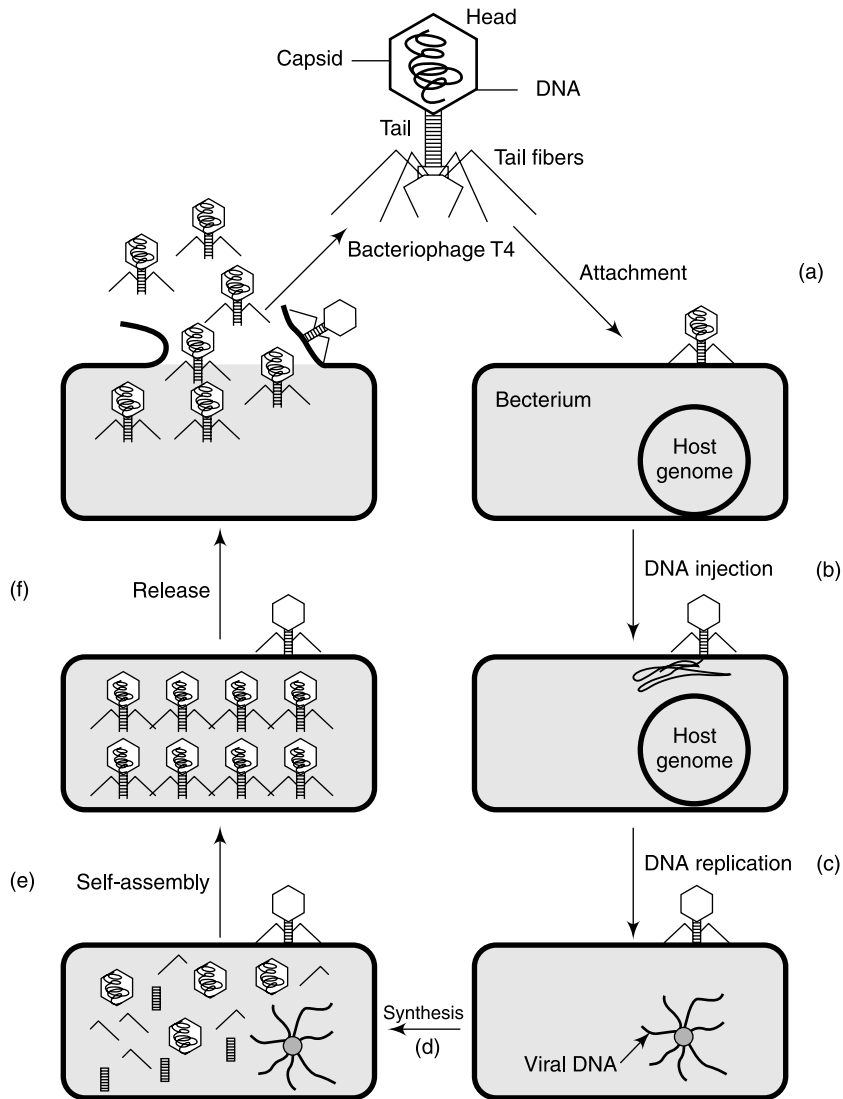 Head
Capsid
DNA
Tail
Tail fibers
Bacteriophage T4
Attachment
(a)
Becterium
Host
genome
DNA injection
(b)
(f)
Release
Host
genome
DNA replication
(c)
(e)
Self-assembly
Synthesis
(d)
Viral DNA